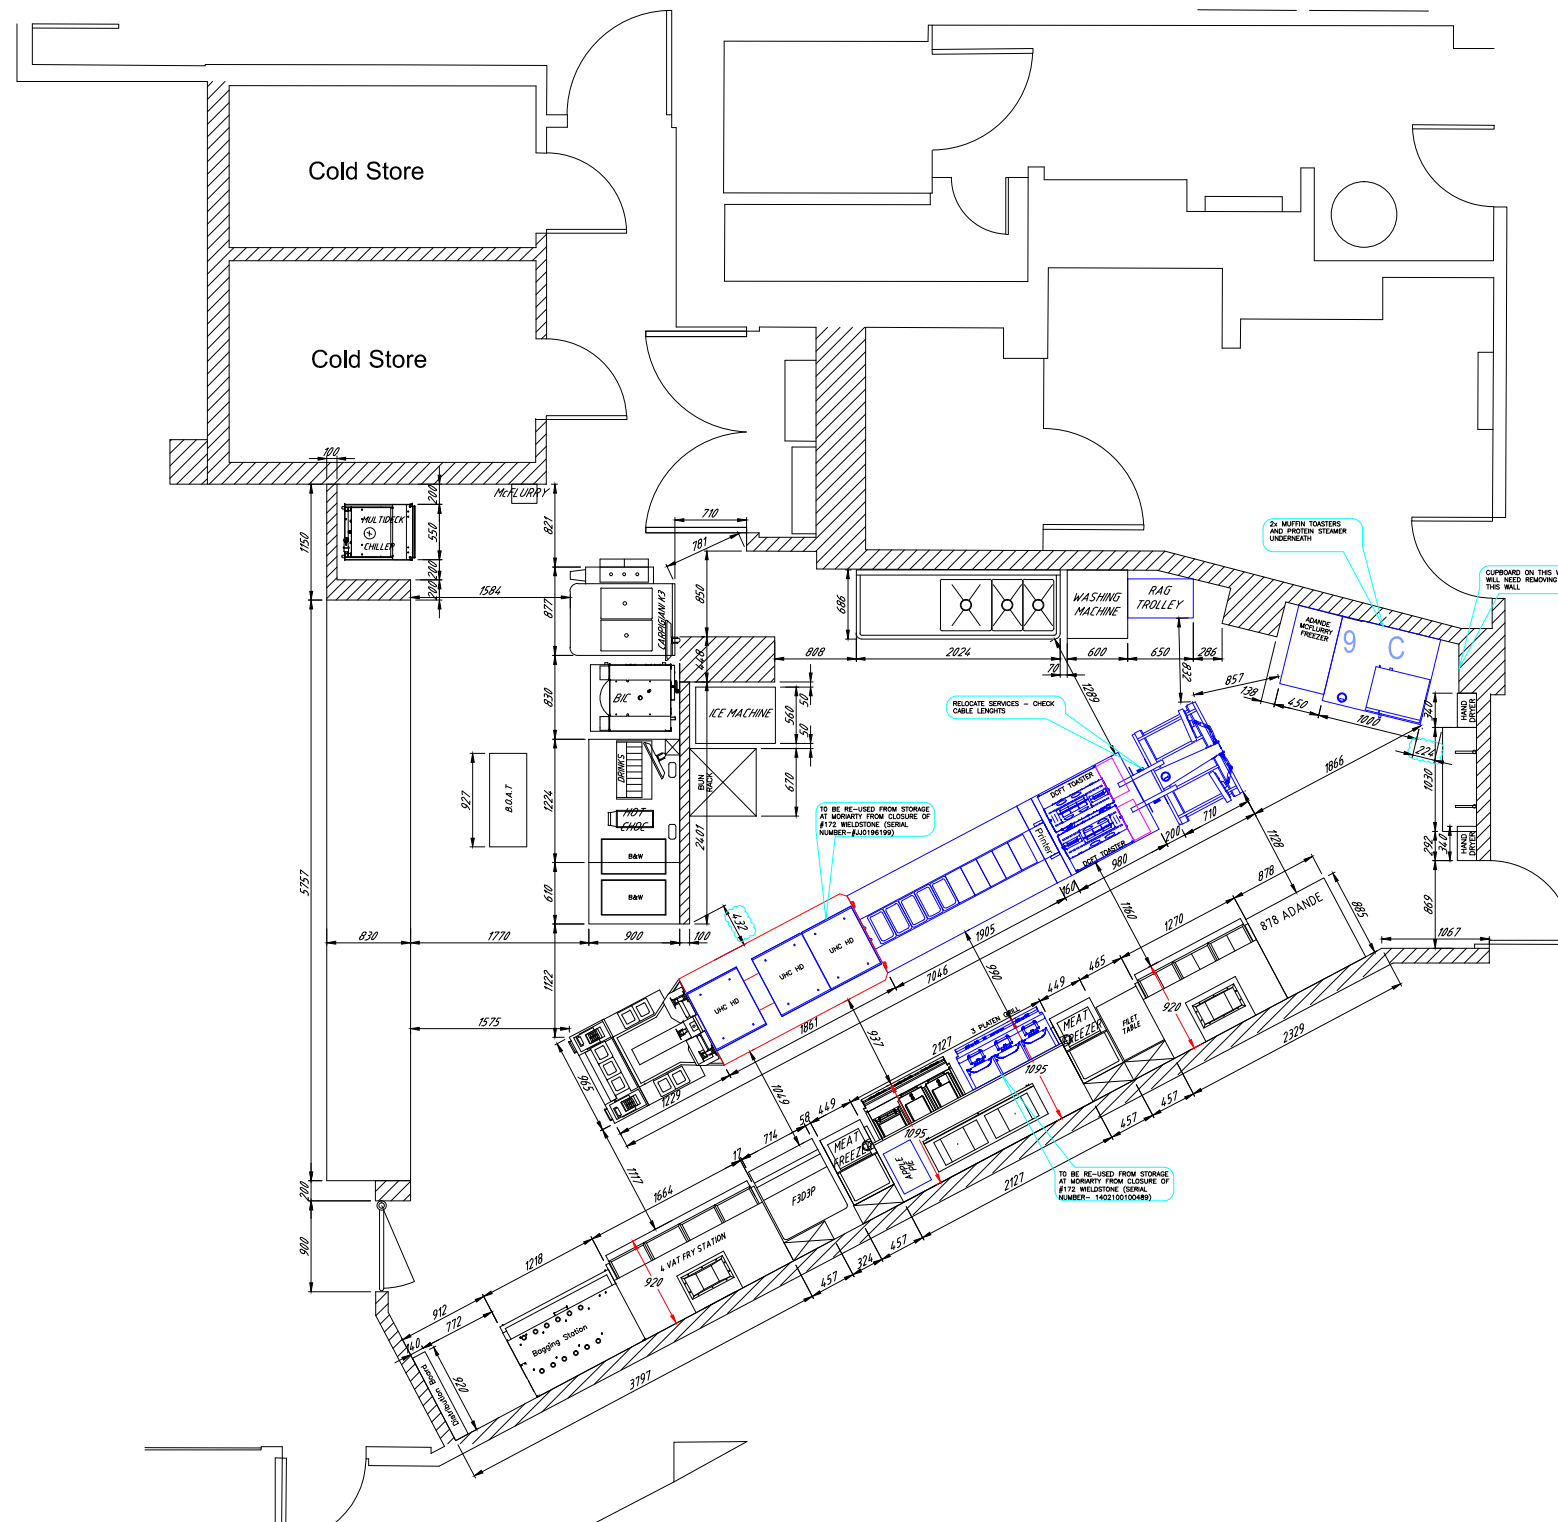 Cold Store
Cold Store
100
McFLURRY
MULTIDECK
CHILLER
200
550
200
200
1150
821
710
781
1584
877
CARPIGIANI K3
850
448
830
BIC
ICE MACHINE
50
560
50
670
BUN
RACK
2401
DRINKS
HOT
CHOC
B&W
B&W
927
B.O.A.T
1224
610
5757
830
1770
900
100
1122
1575
432
808
686
2024
70
WASHING
MACHINE
600
RAG
TROLLEY
650
286
832
1289
857
138
450
1000
224
ADANDE
McFLURRY
FREEZER
9
C
2x MUFFIN TOASTERS
AND PROTEIN STEAMER
UNDERNEATH
CUPBOARD ON THIS W
WILL NEED REMOVING
THIS WALL
340
HAND
DRYER
1030
292
340
HAND
DRYER
869
1067
RELOCATE SERVICES - CHECK
CABLE LENGHTS
TO BE RE-USED FROM STORAGE
AT MORIARTY FROM CLOSURE OF
#172 WIELDSTONE (SERIAL
NUMBER-#JJ0196199)
DCFT TOASTER
DCFT TOASTER
Printer
1866
710
200
980
160
1905
7046
1861
1229
1128
1160
990
937
1049
UHC HD
UHC HD
UHC HD
965
1117
878
885
878 ADANDE
1270
465
449
920
FILET
TABLE
MEAT
FREEZER
3 PLATEN GRILL
2127
1095
1095
2329
457
457
2127
457
324
457
449
58
714
17
MEAT
FREEZER
APPLE
PIE
F3D3P
1664
4 VAT FRY STATION
920
1218
912
772
140
920
Bagging Station
Distribution Board
3797
200
900
TO BE RE-USED FROM STORAGE
AT MORIARTY FROM CLOSURE OF
#172 WIELDSTONE (SERIAL
NUMBER- 1402100100489)